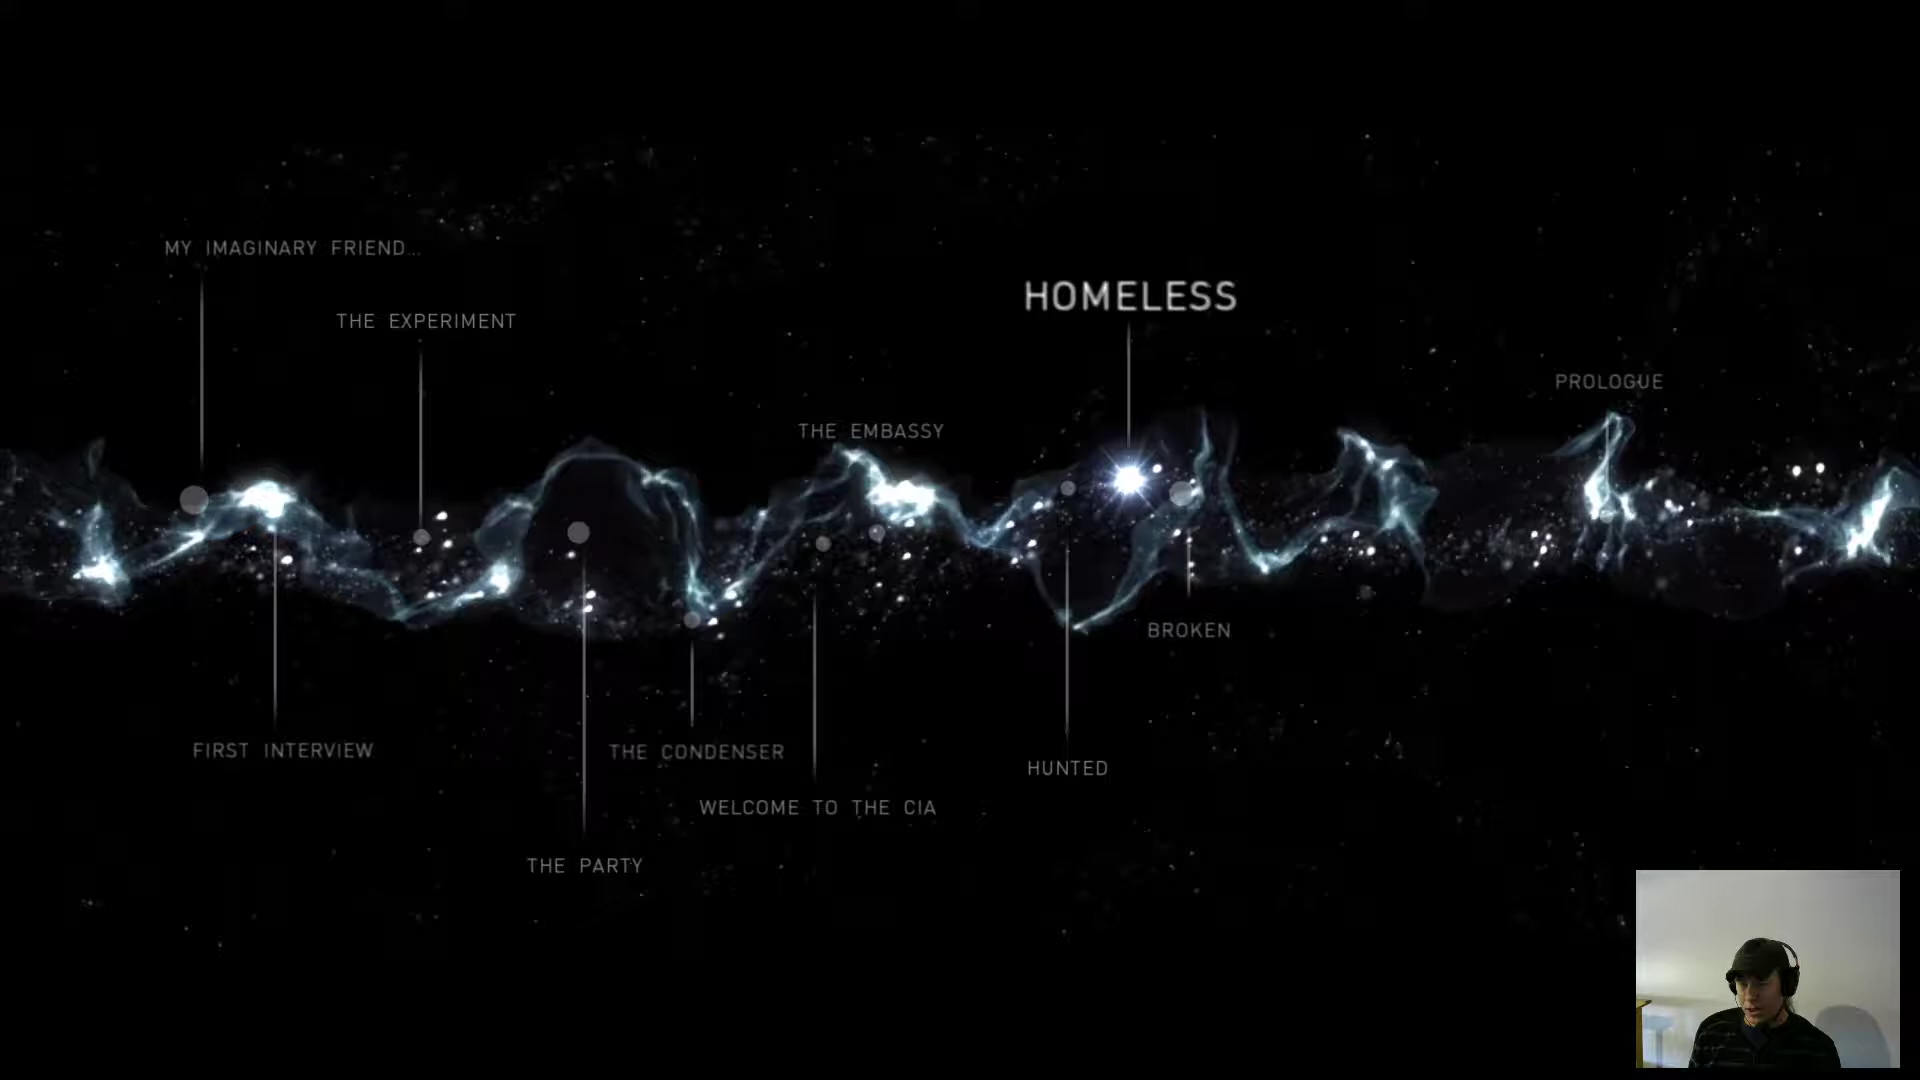 MY IMAGINARY FRIEND...
THE EXPERIMENT
HOMELESS
PROLOGUE
THE EMBASSY
BROKEN
FIRST INTERVIEW
THE CONDENSER
HUNTED
WELCOME TO THE CIA
THE PARTY